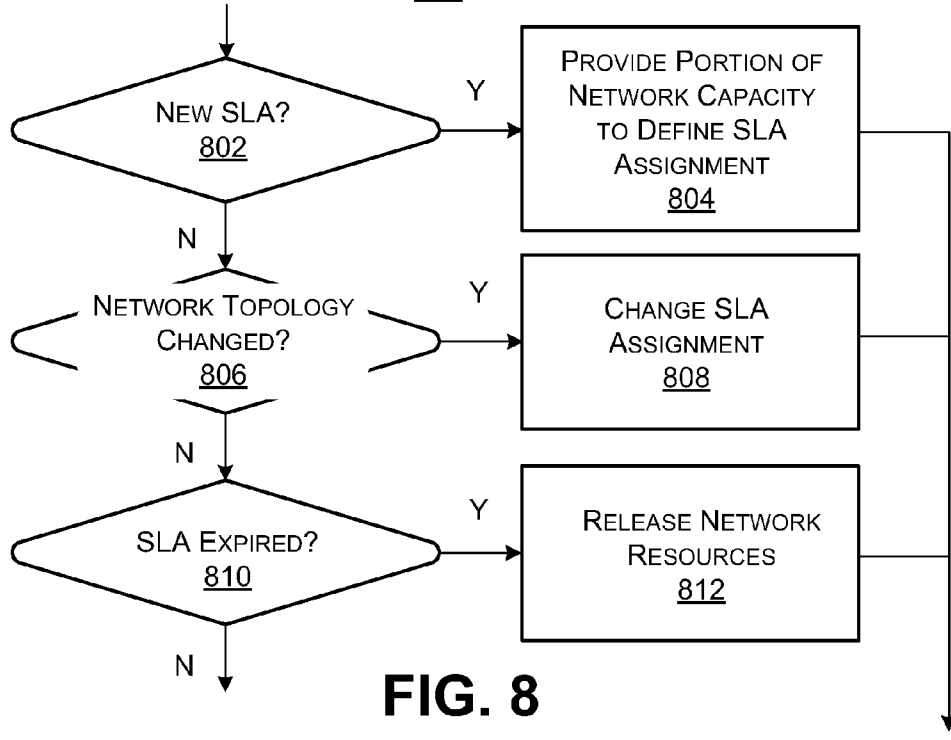 NEW SLA?
802
Y
PROVIDE PORTION OF
NETWORK CAPACITY
TO DEFINE SLA
ASSIGNMENT
804
N
NETWORK TOPOLOGY
CHANGED?
806
Y
CHANGE SLA
ASSIGNMENT
808
N
SLA EXPIRED?
810
Y
RELEASE NETWORK
RESOURCES
812
N
FIG. 8